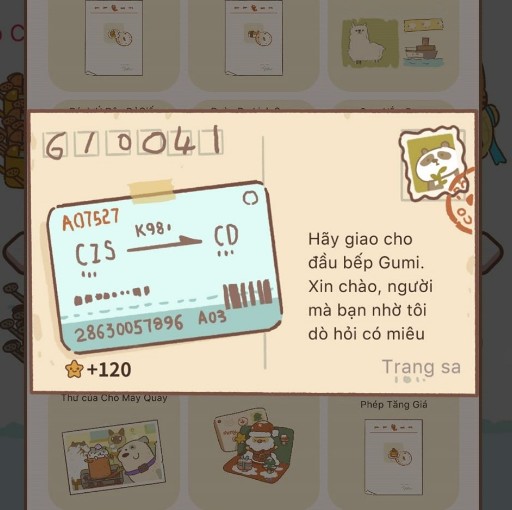 610041
A07527
CZS K98. CD
28630057896 A03
+120
Hãy giao cho
đầu bếp Gumi.
Xin chào, người
mà bạn nhờ tôi
dò hỏi có miêu
Trang sa
Thư của Chó Máy Quay
Phép Tăng Giá